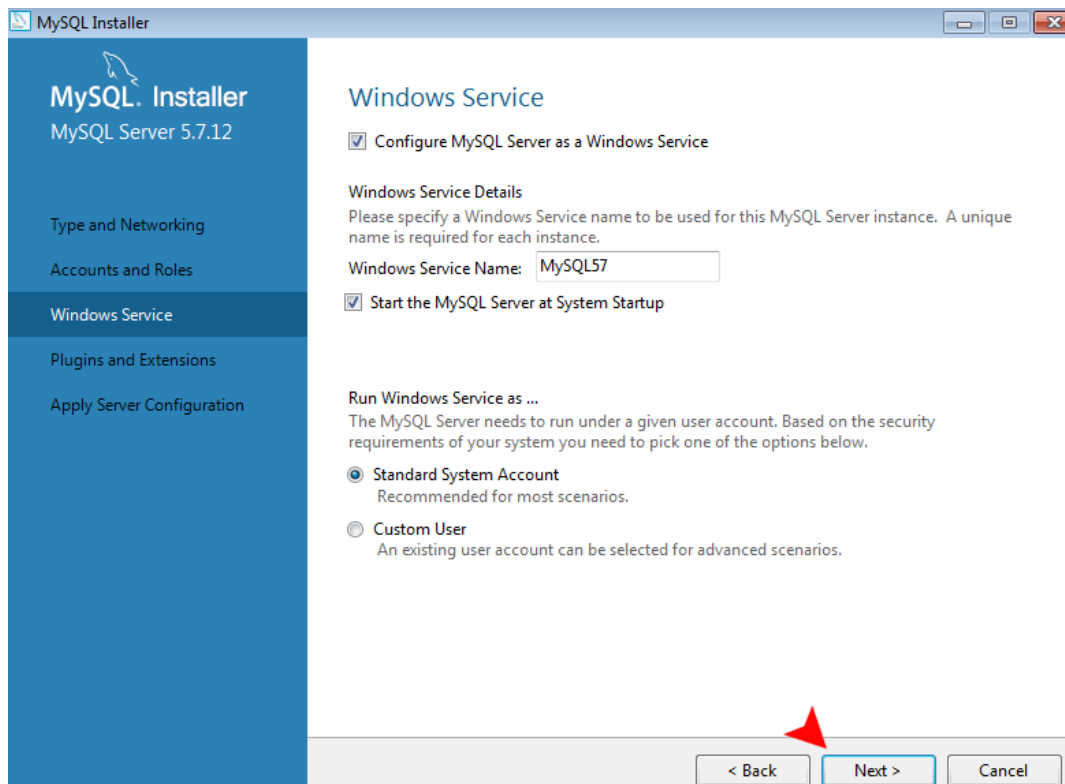 MySQL Installer
MySQL. Installer
MySQL Server 5.7.12
Type and Networking
Accounts and Roles
Windows Service
Plugins and Extensions
Apply Server Configuration
Windows Service
Configure MySQL Server as a Windows Service
Windows Service Details
Please specify a Windows Service name to be used for this MySQL Server instance. A unique
name is required for each instance.
Windows Service Name: MySQL57
Start the MySQL Server at System Startup
Run Windows Service as ...
The MySQL Server needs to run under a given user account. Based on the security
requirements of your system you need to pick one of the options below.
Standard System Account
Recommended for most scenarios.
Custom User
An existing user account can be selected for advanced scenarios.
< Back Next > Cancel